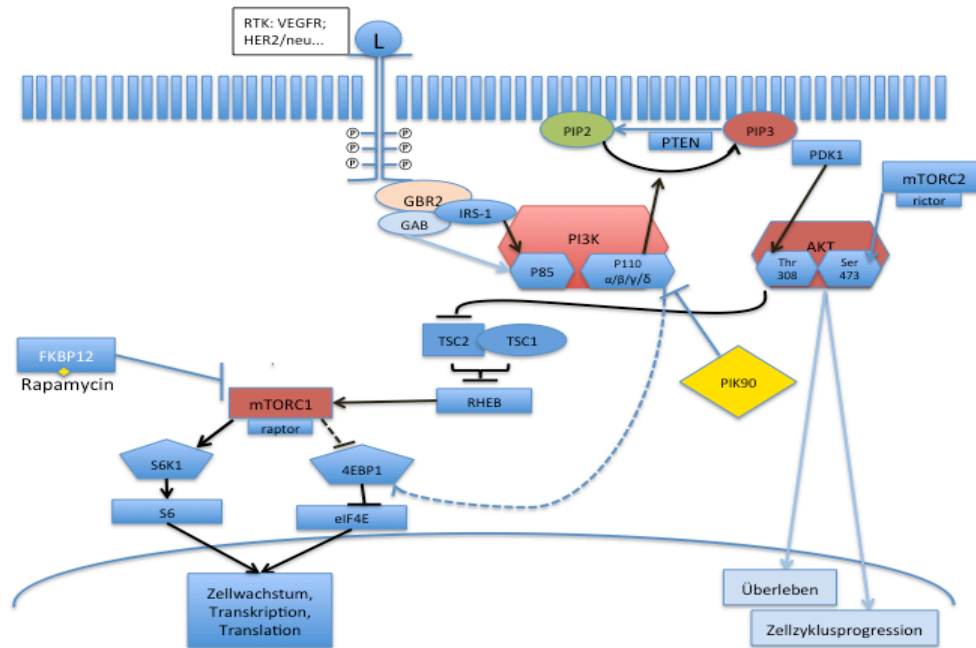 RTK: VEGFR;
HER2/neu...
L
P
P
P
P
P
P
PIP2
PTEN
PIP3
PDK1
mTORC2
rictor
GBR2
IRS-1
GAB
PI3K
P85
P110
α/β/γ/δ
AKT
Thr
308
Ser
473
TSC2
TSC1
FKBP12
Rapamycin
PIK90
mTORC1
raptor
RHEB
S6K1
4EBP1
S6
eIF4E
Zellwachstum,
Transkription,
Translation
Überleben
Zellzyklusprogression